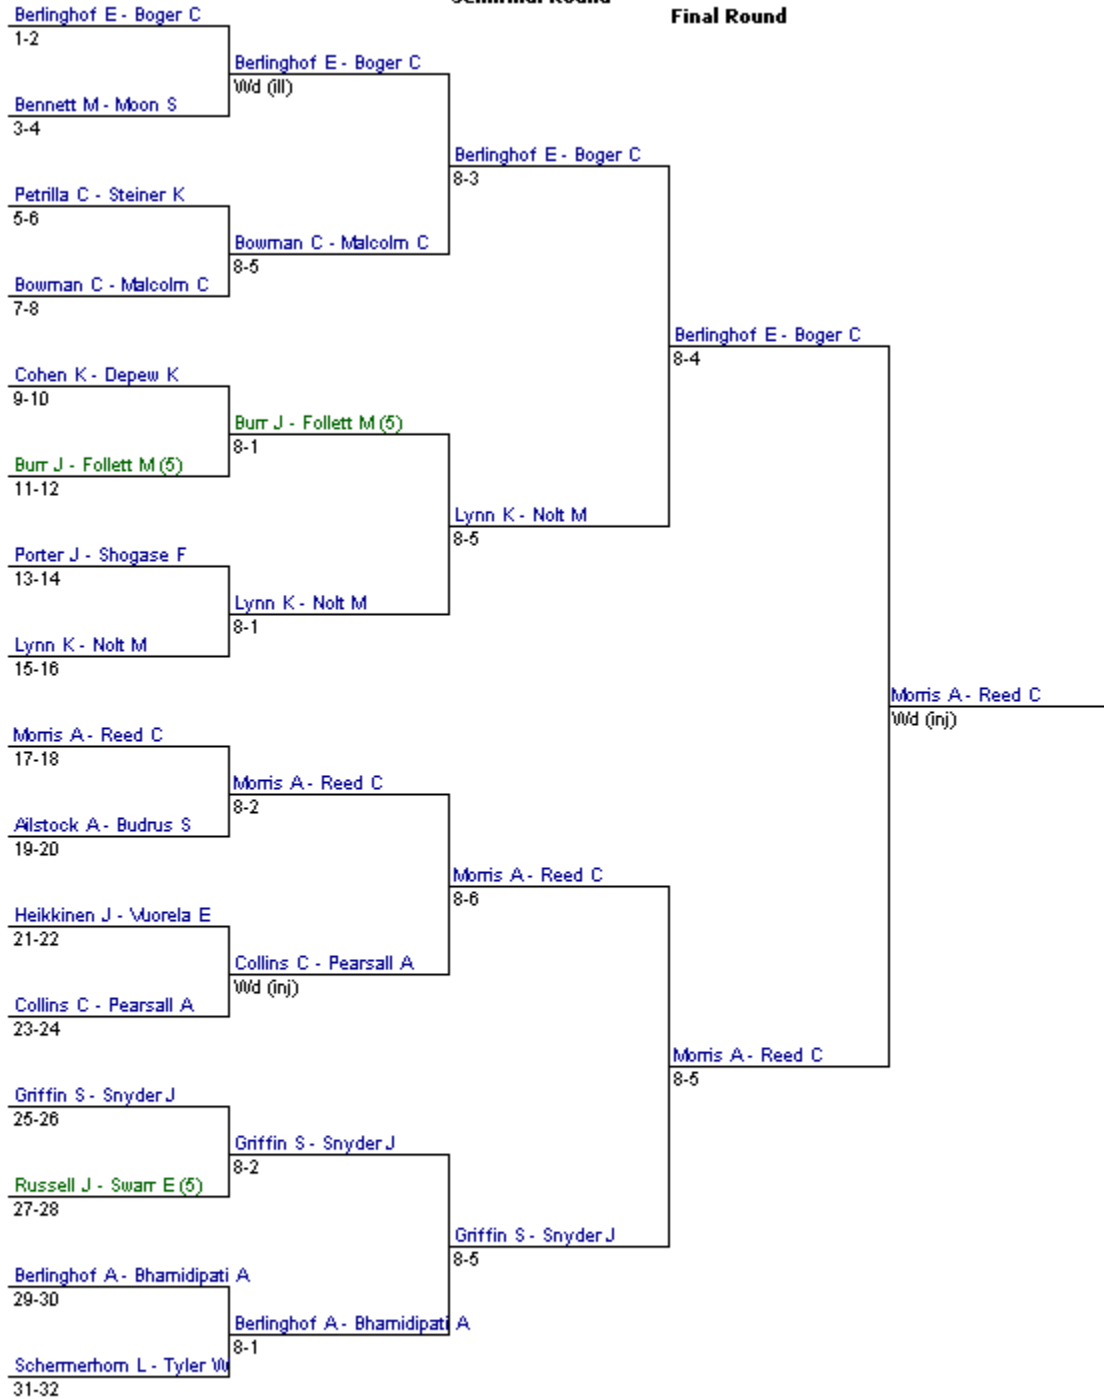 Semifinal Round
Final Round
Berlinghof E - Boger C
1-2
Berlinghof E - Boger C
Wd (ill)
Bennett M - Moon S
3-4
Berlinghof E - Boger C
8-3
Petrilla C - Steiner K
5-6
Bowman C - Malcolm C
8-5
Bowman C - Malcolm C
7-8
Berlinghof E - Boger C
8-4
Cohen K - Depew K
9-10
Burr J - Follett M (5)
8-1
Burr J - Follett M (5)
11-12
Lynn K - Nolt M
8-5
Porter J - Shogase F
13-14
Lynn K - Nolt M
8-1
Lynn K - Nolt M
15-16
Morris A - Reed C
Wd (inj)
Morris A - Reed C
17-18
Morris A - Reed C
8-2
Ailstock A - Budrus S
19-20
Morris A - Reed C
8-6
Heikkinen J - Vuorela E
21-22
Collins C - Pearsall A
Wd (inj)
Collins C - Pearsall A
23-24
Morris A - Reed C
8-5
Griffin S - Snyder J
25-26
Griffin S - Snyder J
8-2
Russell J - Swarr E (5)
27-28
Griffin S - Snyder J
8-5
Berlinghof A - Bhamidipati A
29-30
Berlinghof A - Bhamidipati A
8-1
Schermerhorn L - Tyler W
31-32